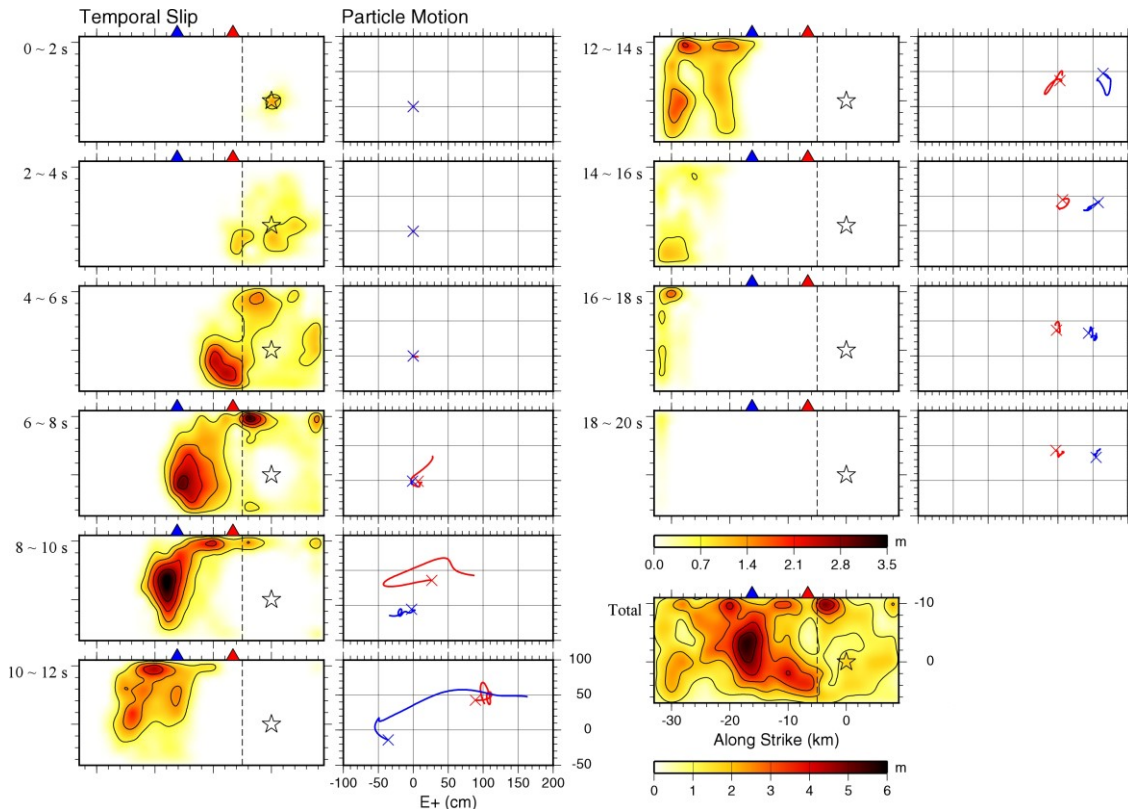 Temporal Slip
Particle Motion
0 ~ 2 s
2 ~ 4 s
4 ~ 6 s
6 ~ 8 s
8 ~ 10 s
10 ~ 12 s
100
50
0
-50
-100 -50 0 50 100 150 200
E+ (cm)
12 ~ 14 s
14 ~ 16 s
16 ~ 18 s
18 ~ 20 s
m
0.0 0.7 1.4 2.1 2.8 3.5
Total
-10
0
-30 -20 -10 0
Along Strike (km)
m
0 1 2 3 4 5 6